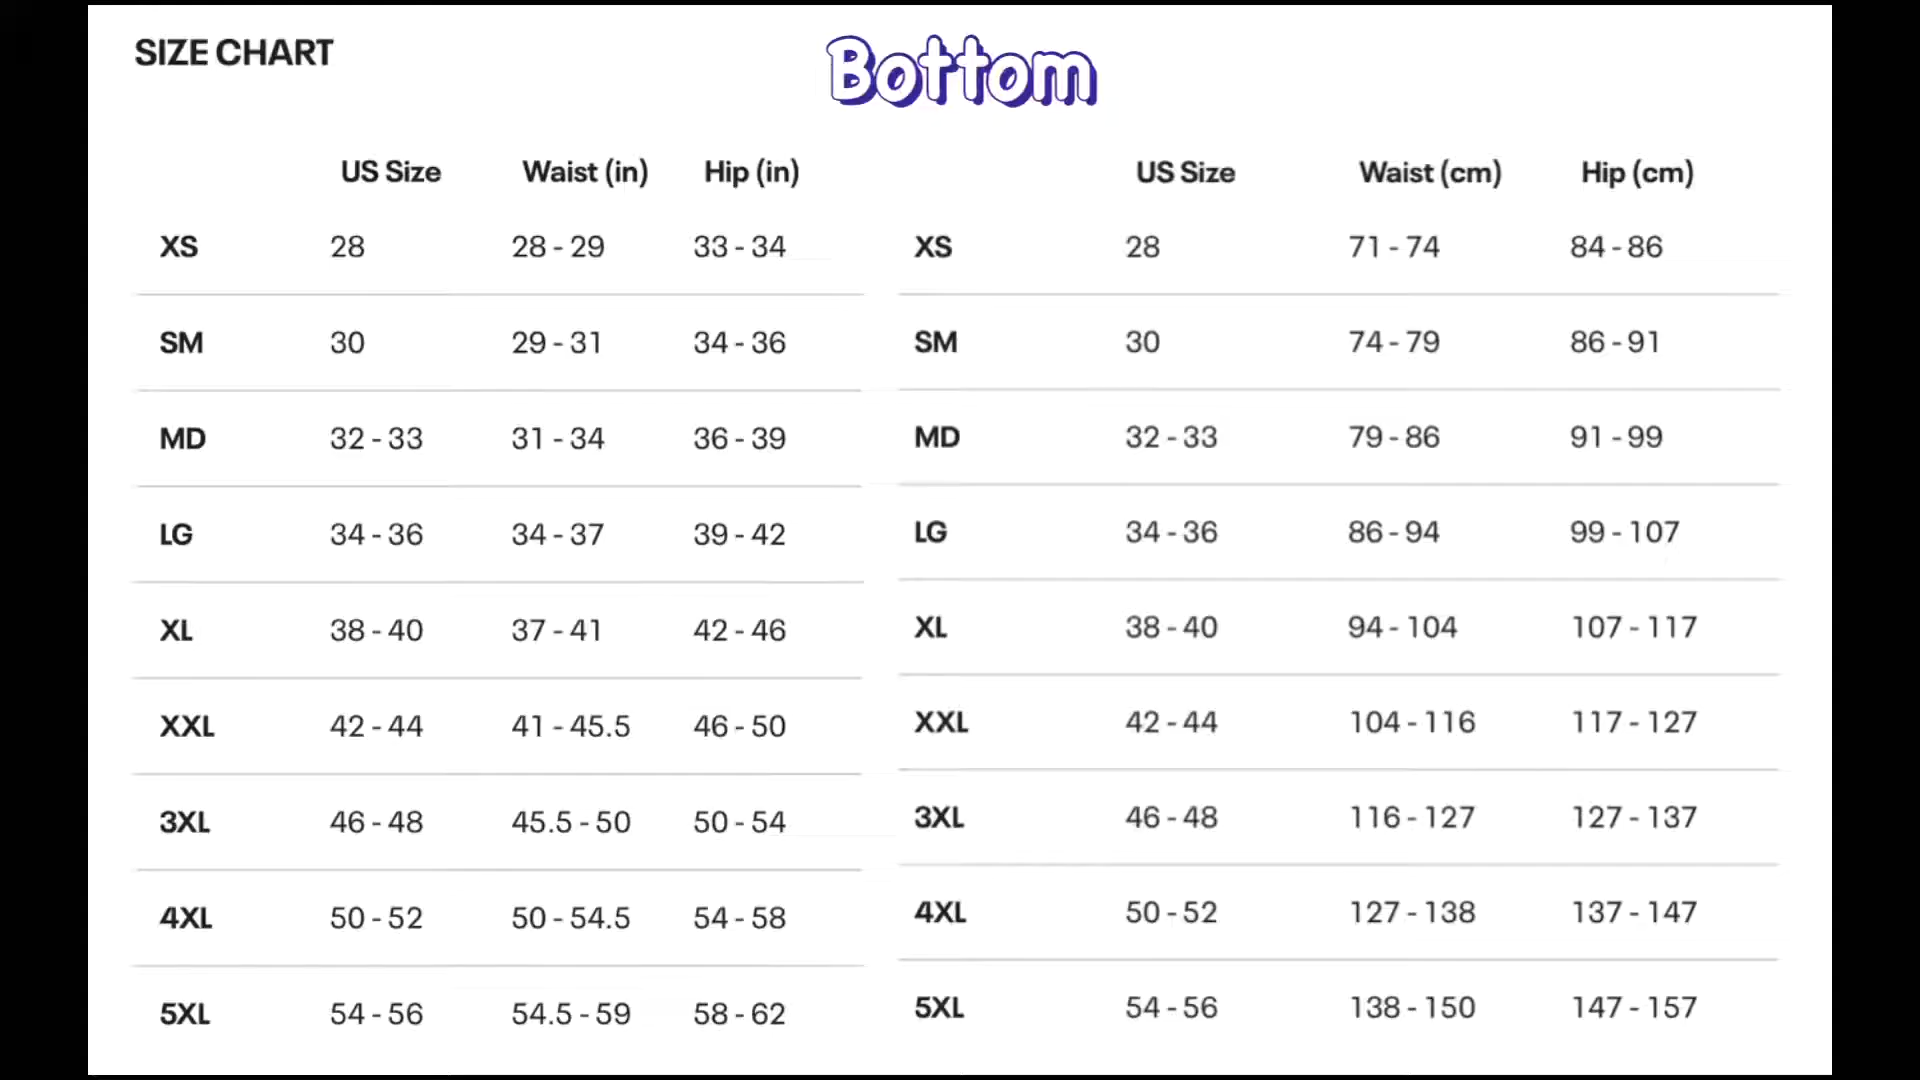 SIZE CHART
Bottom
US Size Waist (in) Hip (in)
XS 28 28 - 29 33 - 34
SM 30 29 - 31 34 - 36
MD 32 - 33 31 - 34 36 - 39
LG 34 - 36 34 - 37 39 - 42
XL 38 - 40 37 - 41 42 - 46
XXL 42 - 44 41 - 45.5 46 - 50
3XL 46 - 48 45.5 - 50 50 - 54
4XL 50 - 52 50 - 54.5 54 - 58
5XL 54 - 56 54.5 - 59 58 - 62
US Size Waist (cm) Hip (cm)
XS 28 71 - 74 84 - 86
SM 30 74 - 79 86 - 91
MD 32 - 33 79 - 86 91 - 99
LG 34 - 36 86 - 94 99 - 107
XL 38 - 40 94 - 104 107 - 117
XXL 42 - 44 104 - 116 117 - 127
3XL 46 - 48 116 - 127 127 - 137
4XL 50 - 52 127 - 138 137 - 147
5XL 54 - 56 138 - 150 147 - 157